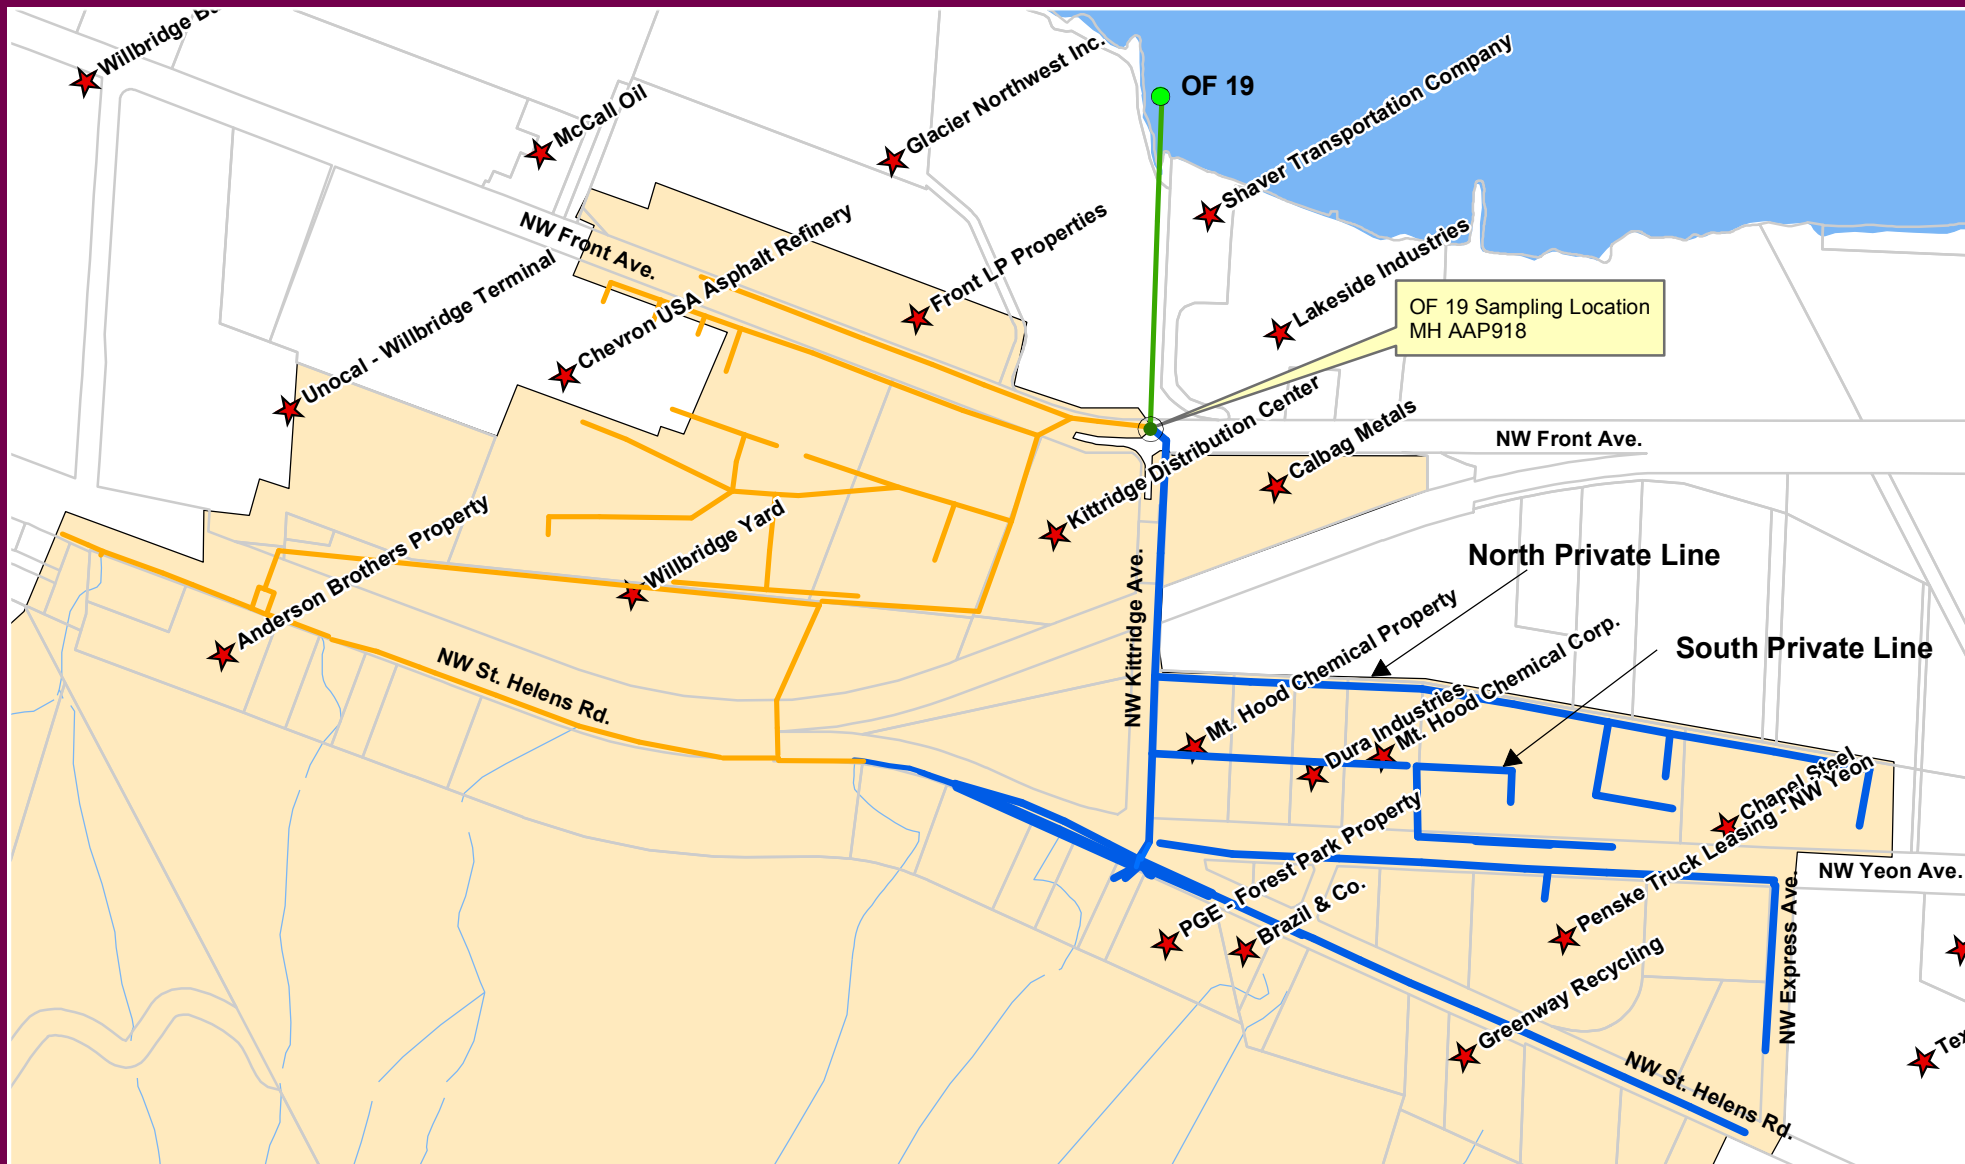 Willbridge
McCall Oil
Glacier Northwest Inc.
OF 19
Shaver Transportation Company
NW Front Ave.
Unocal - Willbridge Terminal
Chevron USA Asphalt Refinery
Front LP Properties
Lakeside Industries
OF 19 Sampling Location
MH AAP918
Kittridge Distribution Center
Calbag Metals
NW Front Ave.
Anderson Brothers Property
Willbridge Yard
NW Kittridge Ave.
North Private Line
South Private Line
NW St. Helens Rd.
Mt. Hood Chemical Property
Dura Industries
Mt. Hood Chemical Corp.
Chapel Steel
Penske Truck Leasing - NW Yeon
NW Yeon Ave.
PGE - Forest Park Property
Brazil & Co.
NW Express Ave.
Greenway Recycling
NW St. Helens Rd.